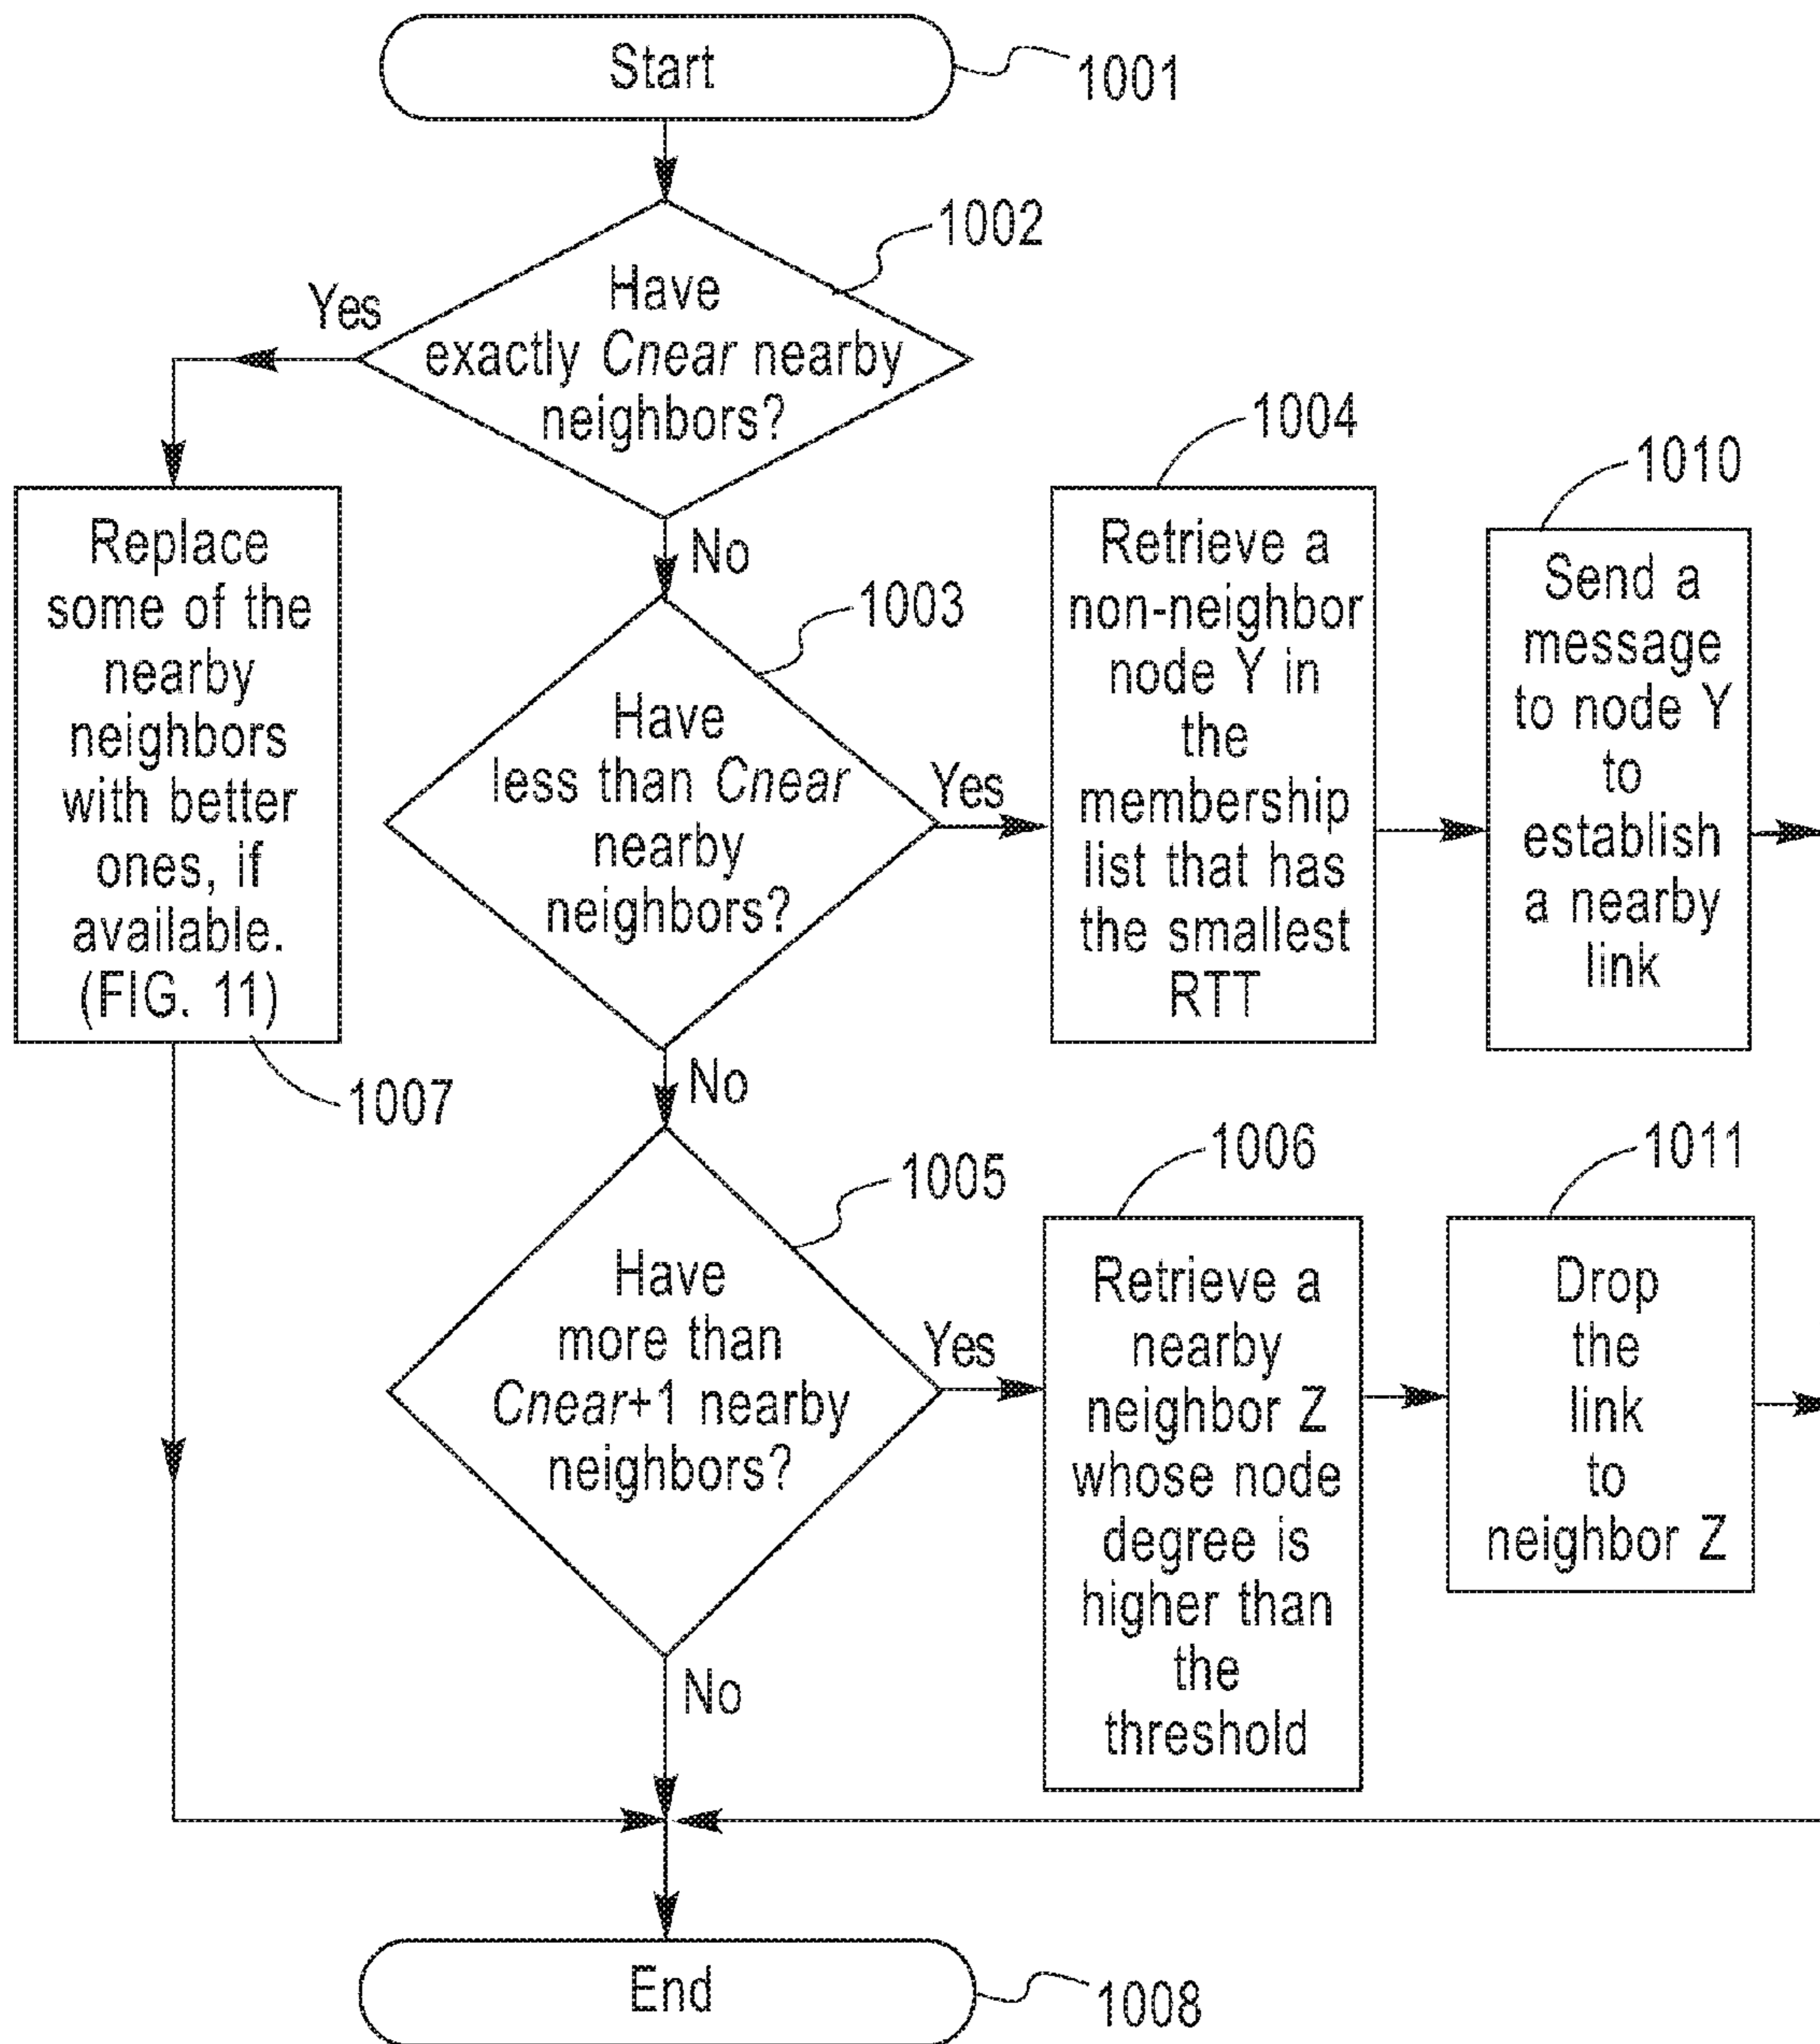 Start
1001
1002
Have
exactly Cnear nearby
neighbors?
Yes
No
Replace
some of the
nearby
neighbors
with better
ones, if
available.
(FIG. 11)
1007
1003
Have
less than Cnear
nearby
neighbors?
Yes
No
1004
Retrieve a
non-neighbor
node Y in
the
membership
list that has
the smallest
RTT
1010
Send a
message
to node Y
to
establish
a nearby
link
1005
Have
more than
Cnear+1 nearby
neighbors?
Yes
No
1006
Retrieve a
nearby
neighbor Z
whose node
degree is
higher than
the
threshold
1011
Drop
the
link
to
neighbor Z
End
1008